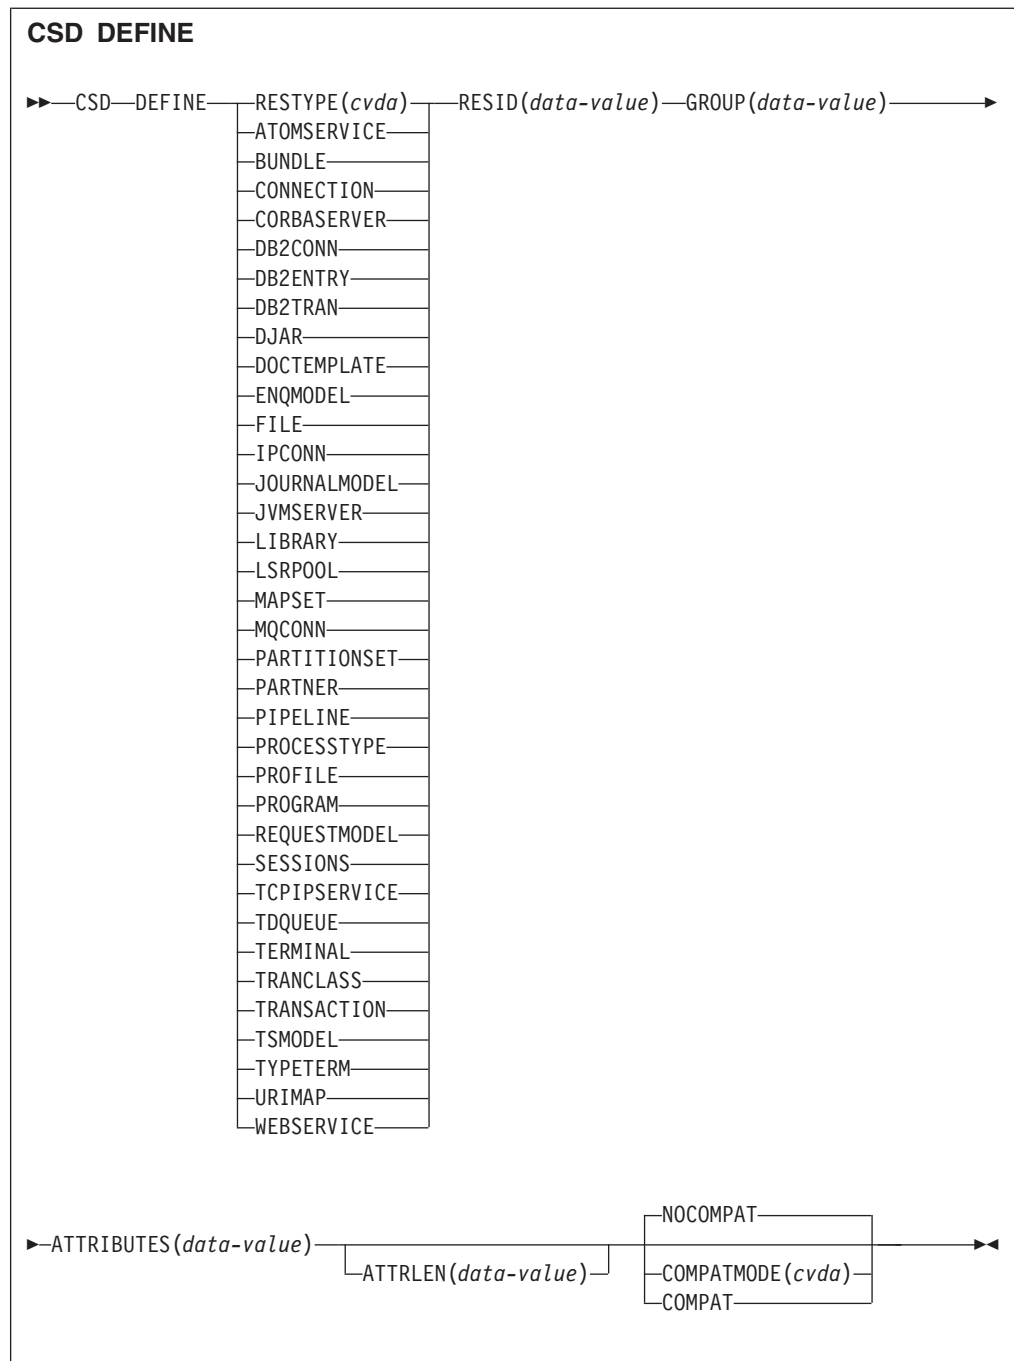 CSD DEFINE
CSD DEFINE RESTYPE(cvda) RESID(data-value) GROUP(data-value)
ATOMSERVICE
BUNDLE
CONNECTION
CORBASERVER
DB2CONN
DB2ENTRY
DB2TRAN
DJAR
DOCTEMPLATE
ENQMODEL
FILE
IPCONN
JOURNALMODEL
JVMSERVER
LIBRARY
LSRPOOL
MAPSET
MQCONN
PARTITIONSET
PARTNER
PIPELINE
PROCESSTYPE
PROFILE
PROGRAM
REQUESTMODEL
SESSIONS
TCPIPSERVICE
TDQUEUE
TERMINAL
TRANCLASS
TRANSACTION
TSMODEL
TYPETERM
URIMAP
WEBSERVICE
NOCOMPAT
ATTRIBUTES(data-value)
ATTRLEN(data-value) COMPATMODE(cvda)
COMPAT